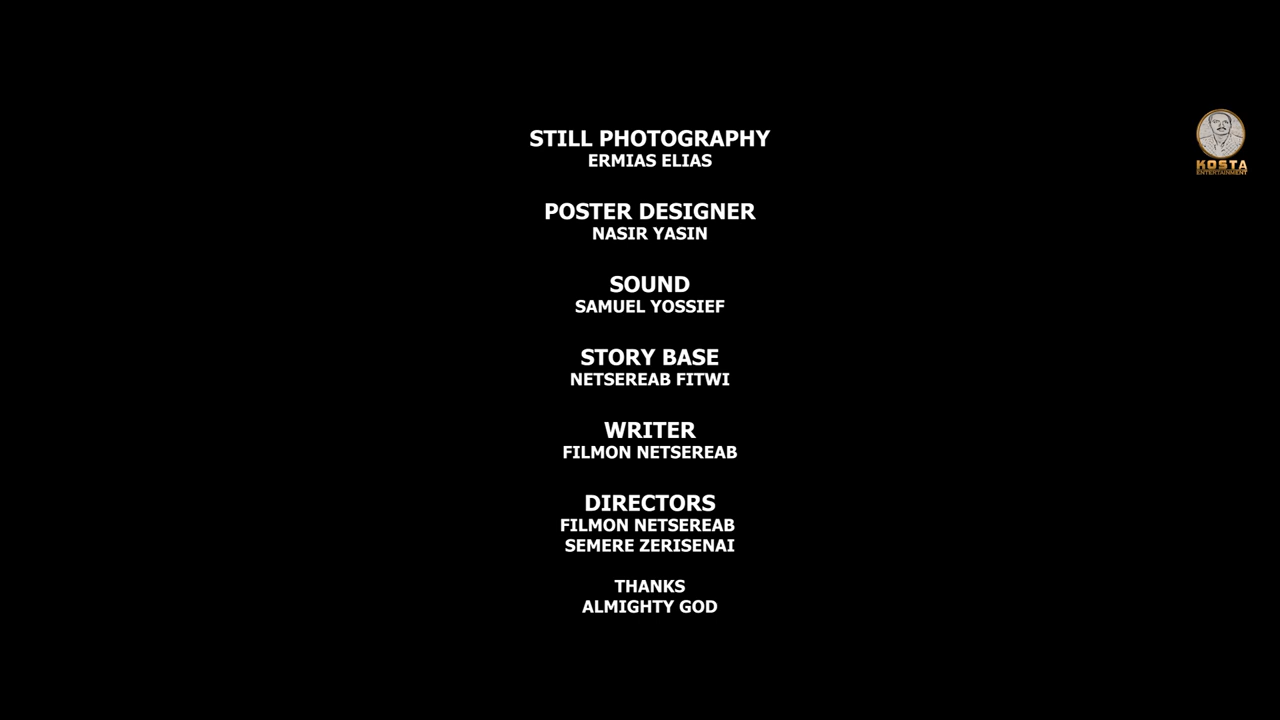 STILL PHOTOGRAPHY
ERMIAS ELIAS
POSTER DESIGNER
NASIR YASIN
SOUND
SAMUEL YOSSIEF
STORY BASE
NETSEREAB FITWI
WRITER
FILMON NETSEREAB
DIRECTORS
FILMON NETSEREAB
SEMERE ZERISENAI
THANKS
ALMIGHTY GOD
KOSTA
ENTERTAINMENT